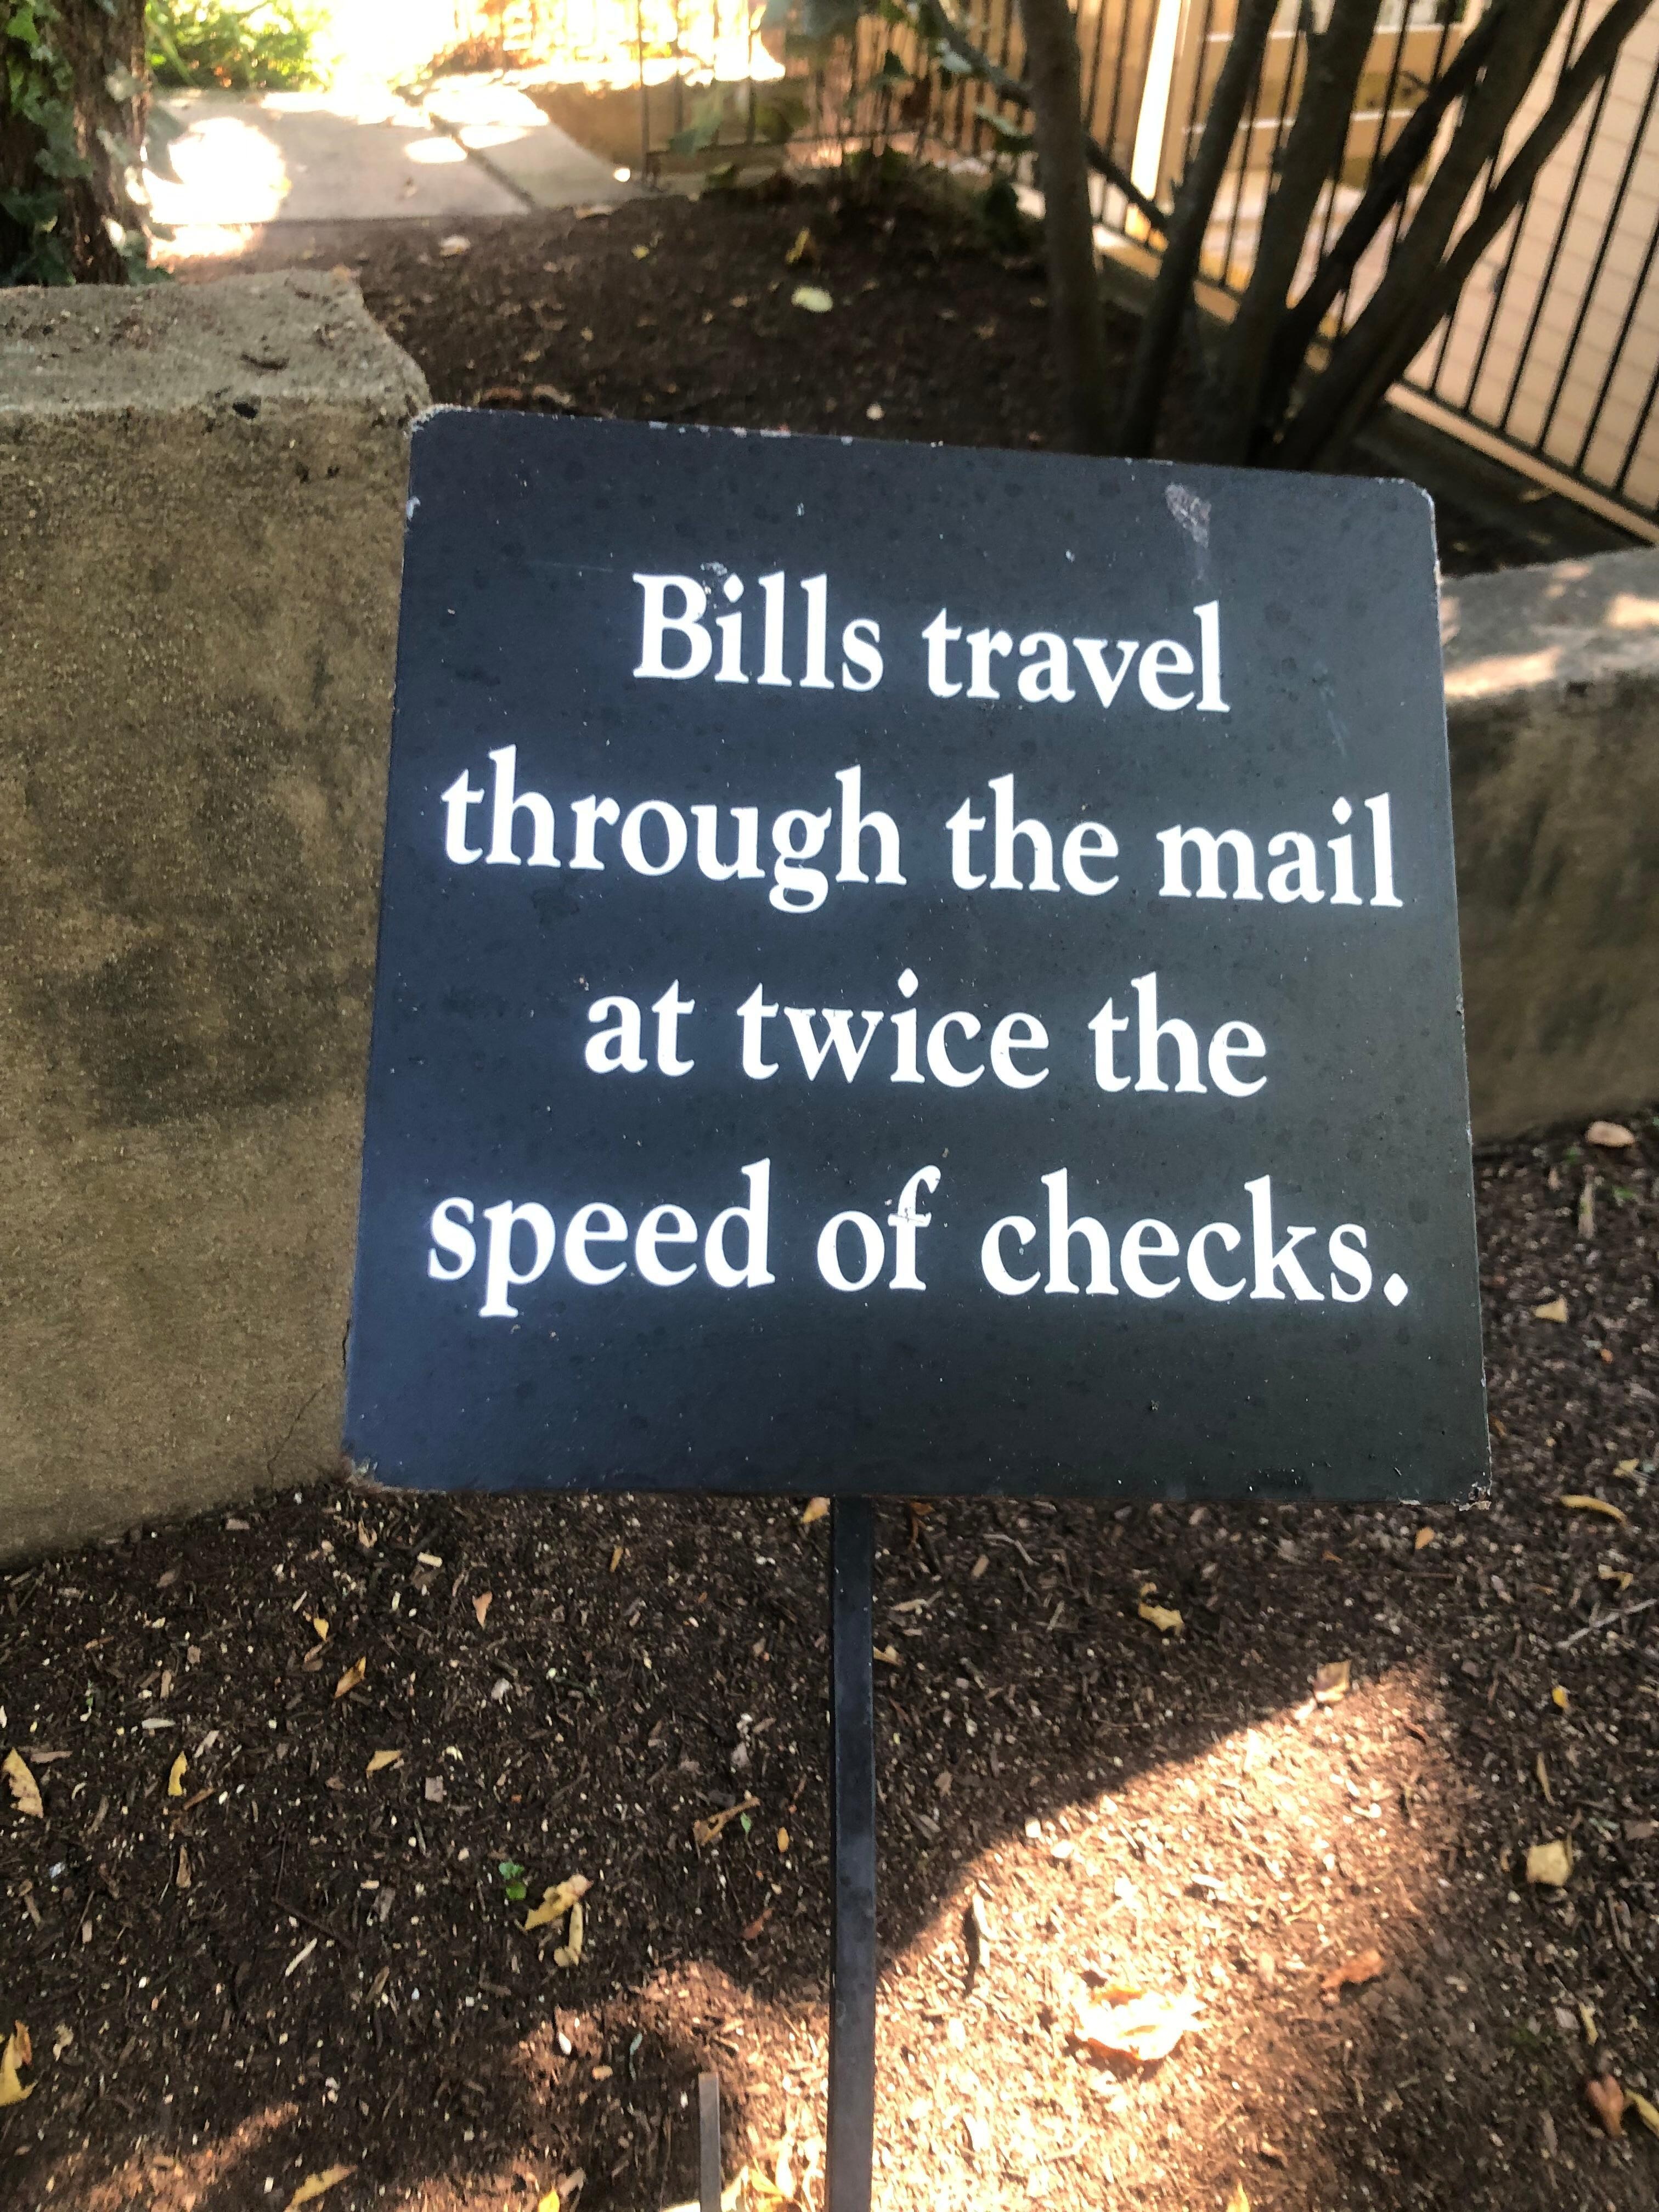 Bills travel
through the mail
at twice the
speed of checks.